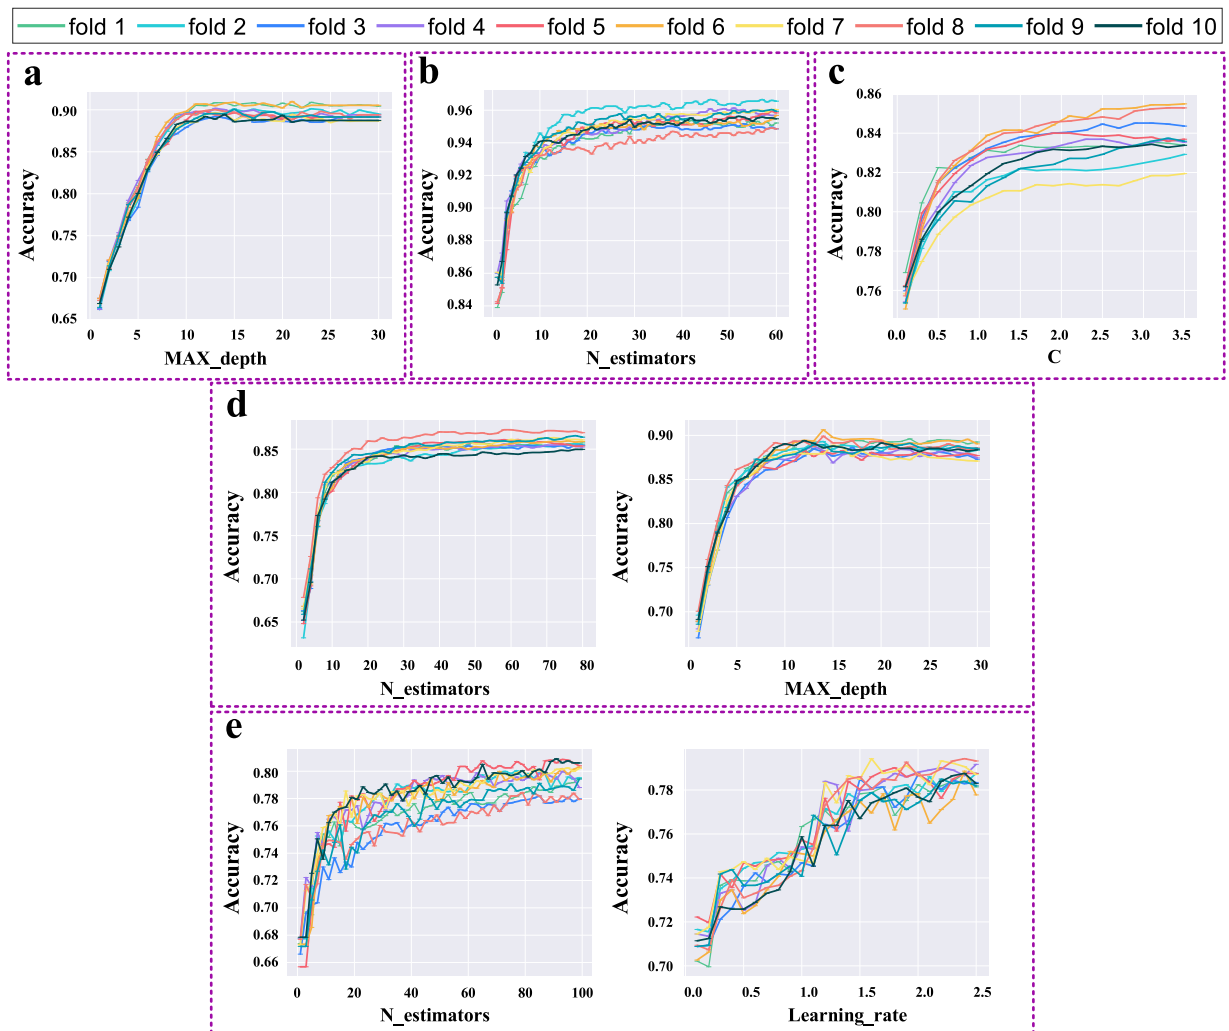 fold 1 fold 2 fold 3 fold 4 fold 5 fold 6 fold 7 fold 8 fold 9 fold 10
a
Accuracy
0.90
0.85
0.80
0.75
0.70
0.65
0 5 10 15 20 25 30
MAX_depth
b
Accuracy
0.96
0.94
0.92
0.90
0.88
0.86
0.84
0 10 20 30 40 50 60
N_estimators
c
Accuracy
0.86
0.84
0.82
0.80
0.78
0.76
0.0 0.5 1.0 1.5 2.0 2.5 3.0 3.5
C
d
Accuracy
0.85
0.80
0.75
0.70
0.65
0 10 20 30 40 50 60 70 80
N_estimators
Accuracy
0.90
0.85
0.80
0.75
0.70
0 5 10 15 20 25 30
MAX_depth
e
Accuracy
0.80
0.78
0.76
0.74
0.72
0.70
0.68
0.66
0 20 40 60 80 100
N_estimators
Accuracy
0.78
0.76
0.74
0.72
0.70
0.0 0.5 1.0 1.5 2.0 2.5
Learning_rate